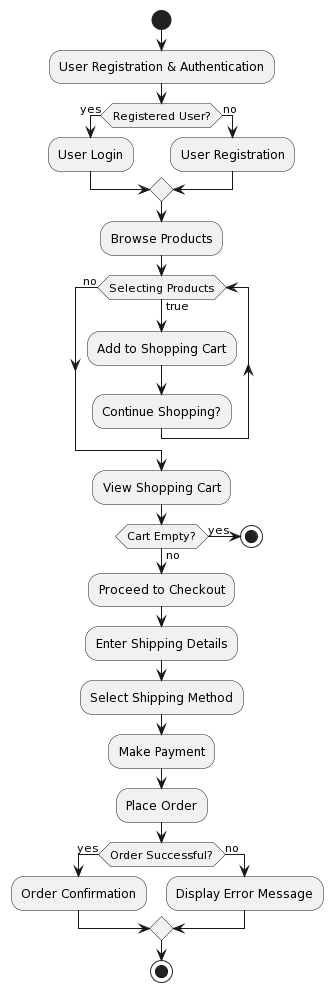 User Registration & Authentication
yes
Registered User?
no
User Login
User Registration
Browse Products
no
Selecting Products
true
Add to Shopping Cart
Continue Shopping?
View Shopping Cart
Cart Empty?
yes
no
Proceed to Checkout
Enter Shipping Details
Select Shipping Method
Make Payment
Place Order
yes
Order Successful?
no
Order Confirmation
Display Error Message